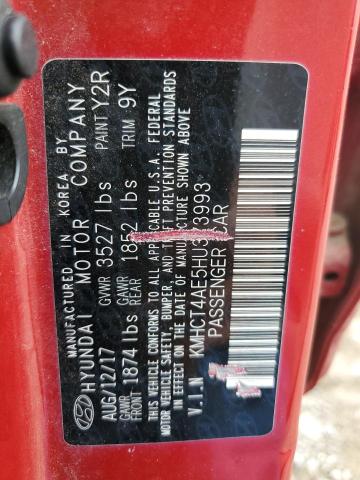 MANUFACTURED IN KOREA BY
HYUNDAI MOTOR COMPANY
AUG/12/17 GVWR 3527 lbs PAINT Y2R
GAWR FRONT 1874 lbs GAWR REAR 1852 lbs TRIM 9Y
THIS VEHICLE CONFORMS TO ALL APPLICABLE U.S.A. FEDERAL
MOTOR VEHICLE SAFETY, BUMPER, AND THEFT PREVENTION STANDARDS
IN EFFECT ON THE DATE OF MANUFACTURE SHOWN ABOVE
V.I.N KMHCT4AE5HU3 3993
PASSENGER CAR